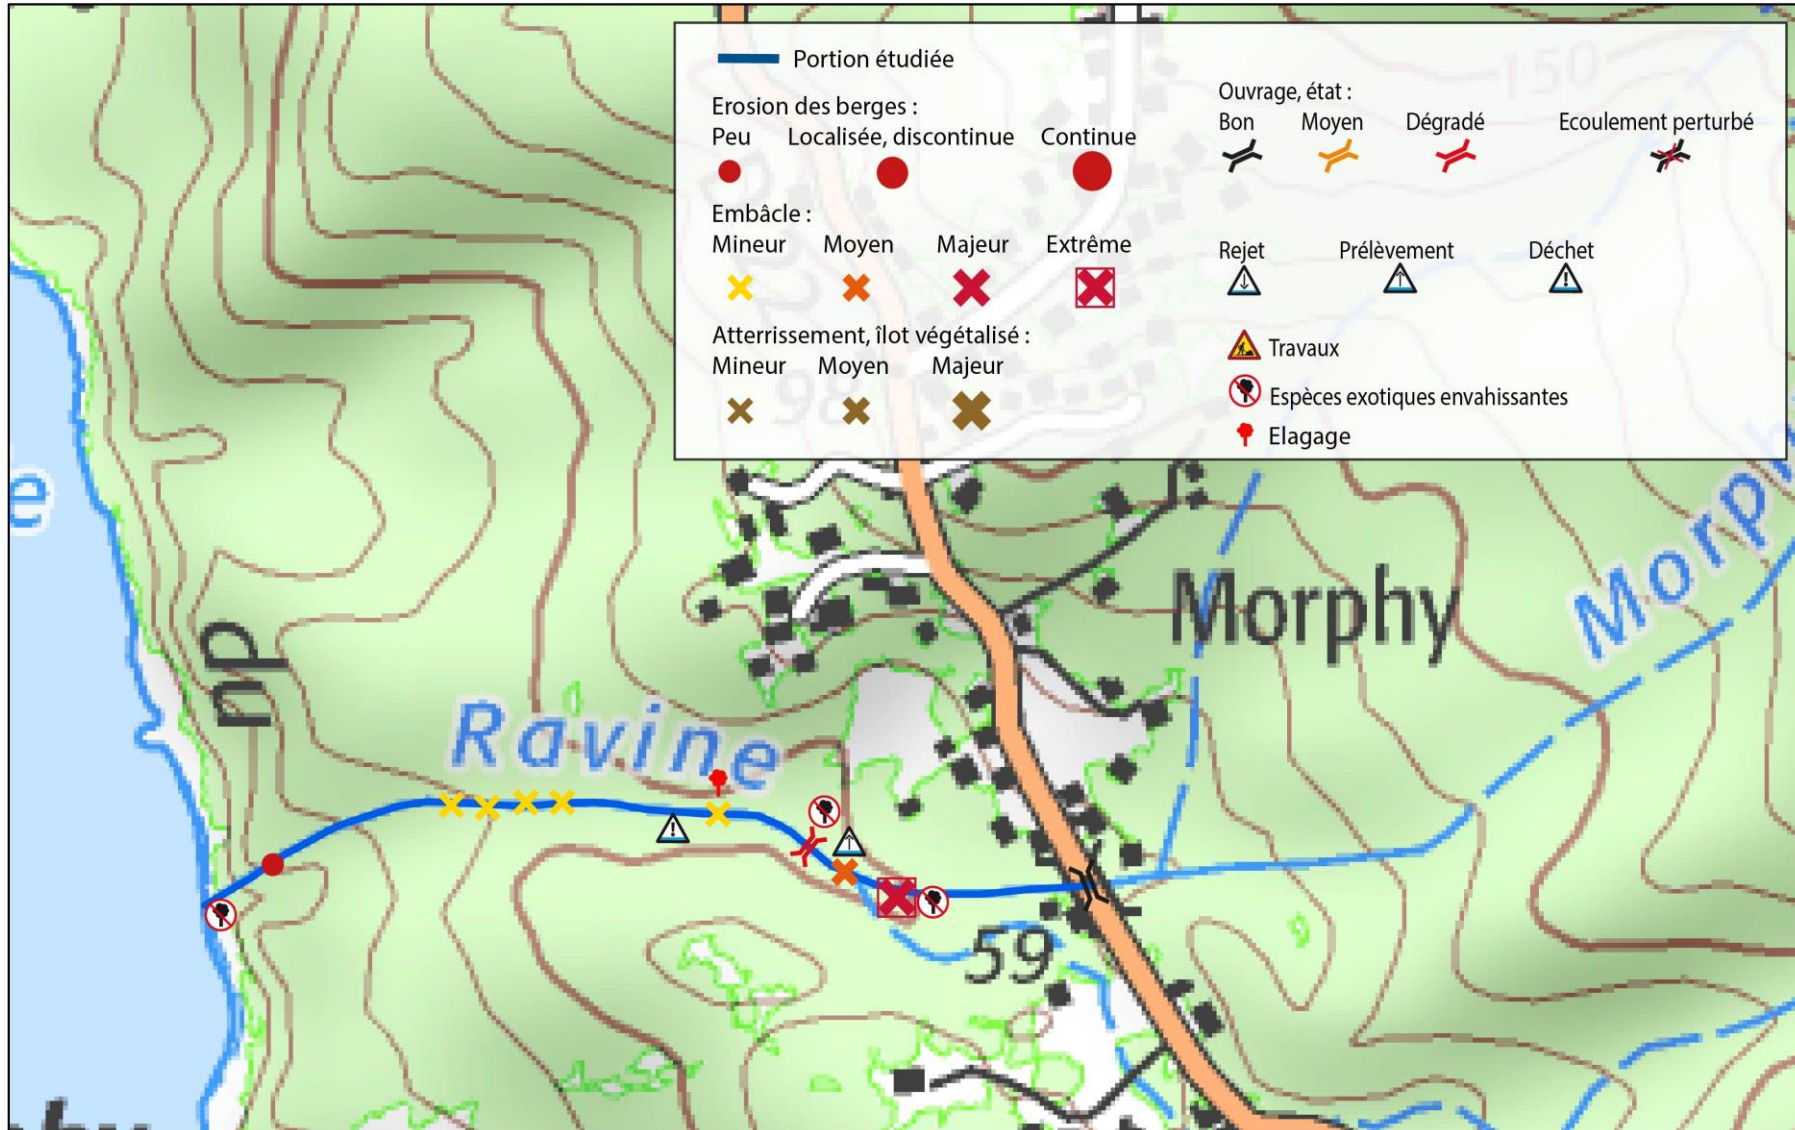 Portion étudiée
Erosion des berges :
Peu Localisée, discontinue Continue
Embâcle :
Mineur Moyen Majeur Extrême
Atterrissement, îlot végétalisé :
Mineur Moyen Majeur
Ouvrage, état :
Bon Moyen Dégradé Ecoulement perturbé
Rejet Prélèvement Déchet
Travaux
Espèces exotiques envahissantes
Elagage
150
98
e
Morphy
Morph
du
Ravine
59